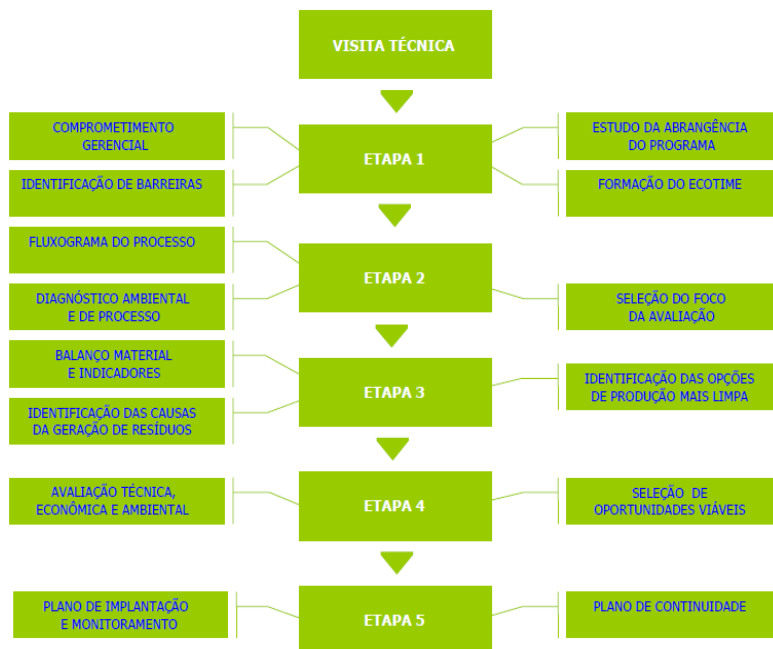 VISITA TÉCNICA
COMPROMETIMENTO
GERENCIAL
IDENTIFICAÇÃO DE BARREIRAS
ETAPA 1
ESTUDO DA ABRANGÊNCIA
DO PROGRAMA
FORMAÇÃO DO ECOTIME
FLUXOGRAMA DO PROCESSO
DIAGNÓSTICO AMBIENTAL
E DE PROCESSO
ETAPA 2
SELEÇÃO DO FOCO
DA AVALIAÇÃO
BALANÇO MATERIAL
E INDICADORES
IDENTIFICAÇÃO DAS CAUSAS
DA GERAÇÃO DE RESÍDUOS
ETAPA 3
IDENTIFICAÇÃO DAS OPÇÕES
DE PRODUÇÃO MAIS LIMPA
AVALIAÇÃO TÉCNICA,
ECONÔMICA E AMBIENTAL
ETAPA 4
SELEÇÃO DE
OPORTUNIDADES VIÁVEIS
PLANO DE IMPLANTAÇÃO
E MONITORAMENTO
ETAPA 5
PLANO DE CONTINUIDADE